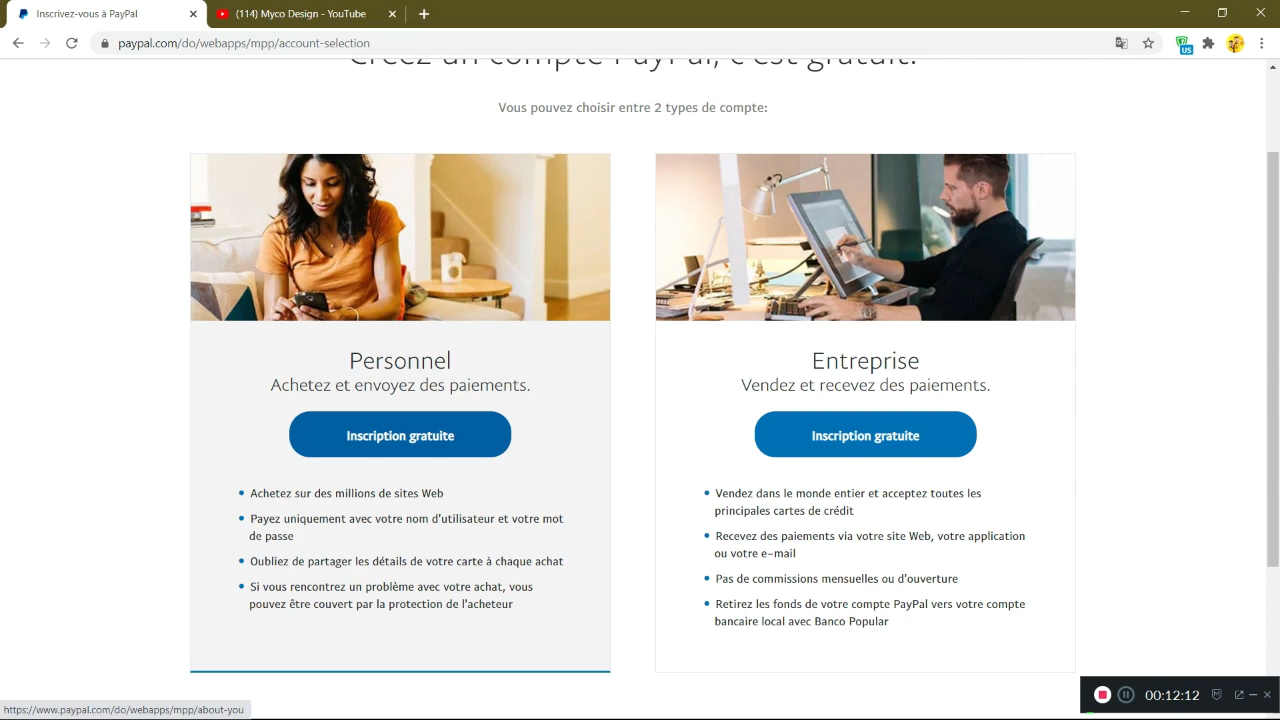 Inscrivez-vous à PayPal
(114) Myco Design - YouTube
paypal.com/do/webapps/mpp/account-selection
US
Créez un compte PayPal, c'est gratuit.
Vous pouvez choisir entre 2 types de compte:
Personnel
Achetez et envoyez des paiements.
Inscription gratuite
Achetez sur des millions de sites Web
Payez uniquement avec votre nom d'utilisateur et votre mot
de passe
Oubliez de partager les détails de votre carte à chaque achat
Si vous rencontrez un problème avec votre achat, vous
pouvez être couvert par la protection de l'acheteur
Entreprise
Vendez et recevez des paiements.
Inscription gratuite
Vendez dans le monde entier et acceptez toutes les
principales cartes de crédit
Recevez des paiements via votre site Web, votre application
ou votre e-mail
Pas de commissions mensuelles ou d'ouverture
Retirez les fonds de votre compte PayPal vers votre compte
bancaire local avec Banco Popular
00:12:12
https://www.paypal.com/do/webapps/mpp/about-you